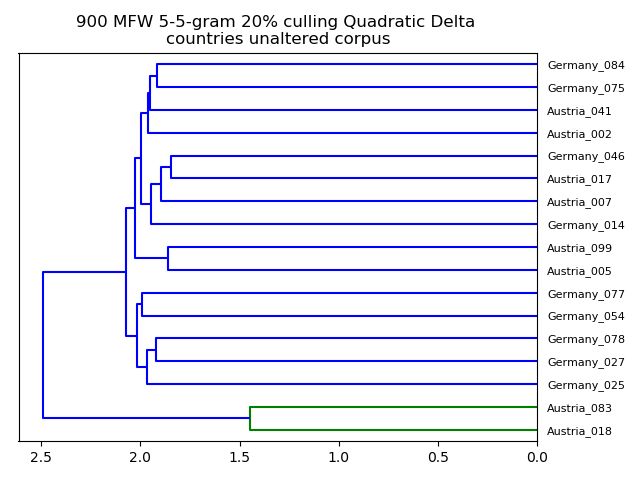 900 MFW 5-5-gram 20% culling Quadratic Delta
countries unaltered corpus
Germany_084
Germany_075
Austria_041
Austria_002
Germany_046
Austria_017
Austria_007
Germany_014
Austria_099
Austria_005
Germany_077
Germany_054
Germany_078
Germany_027
Germany_025
Austria_083
Austria_018
2.5 2.0 1.5 1.0 0.5 0.0